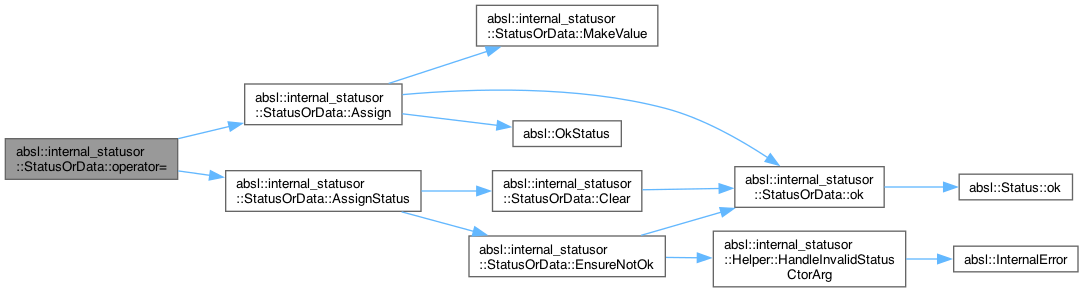 absl::internal_statusor
::StatusOrData::operator=
absl::internal_statusor
::StatusOrData::Assign
absl::internal_statusor
::StatusOrData::MakeValue
absl::OkStatus
absl::internal_statusor
::StatusOrData::AssignStatus
absl::internal_statusor
::StatusOrData::Clear
absl::internal_statusor
::StatusOrData::EnsureNotOk
absl::internal_statusor
::StatusOrData::ok
absl::Status::ok
absl::internal_statusor
::Helper::HandleInvalidStatus
CtorArg
absl::InternalError